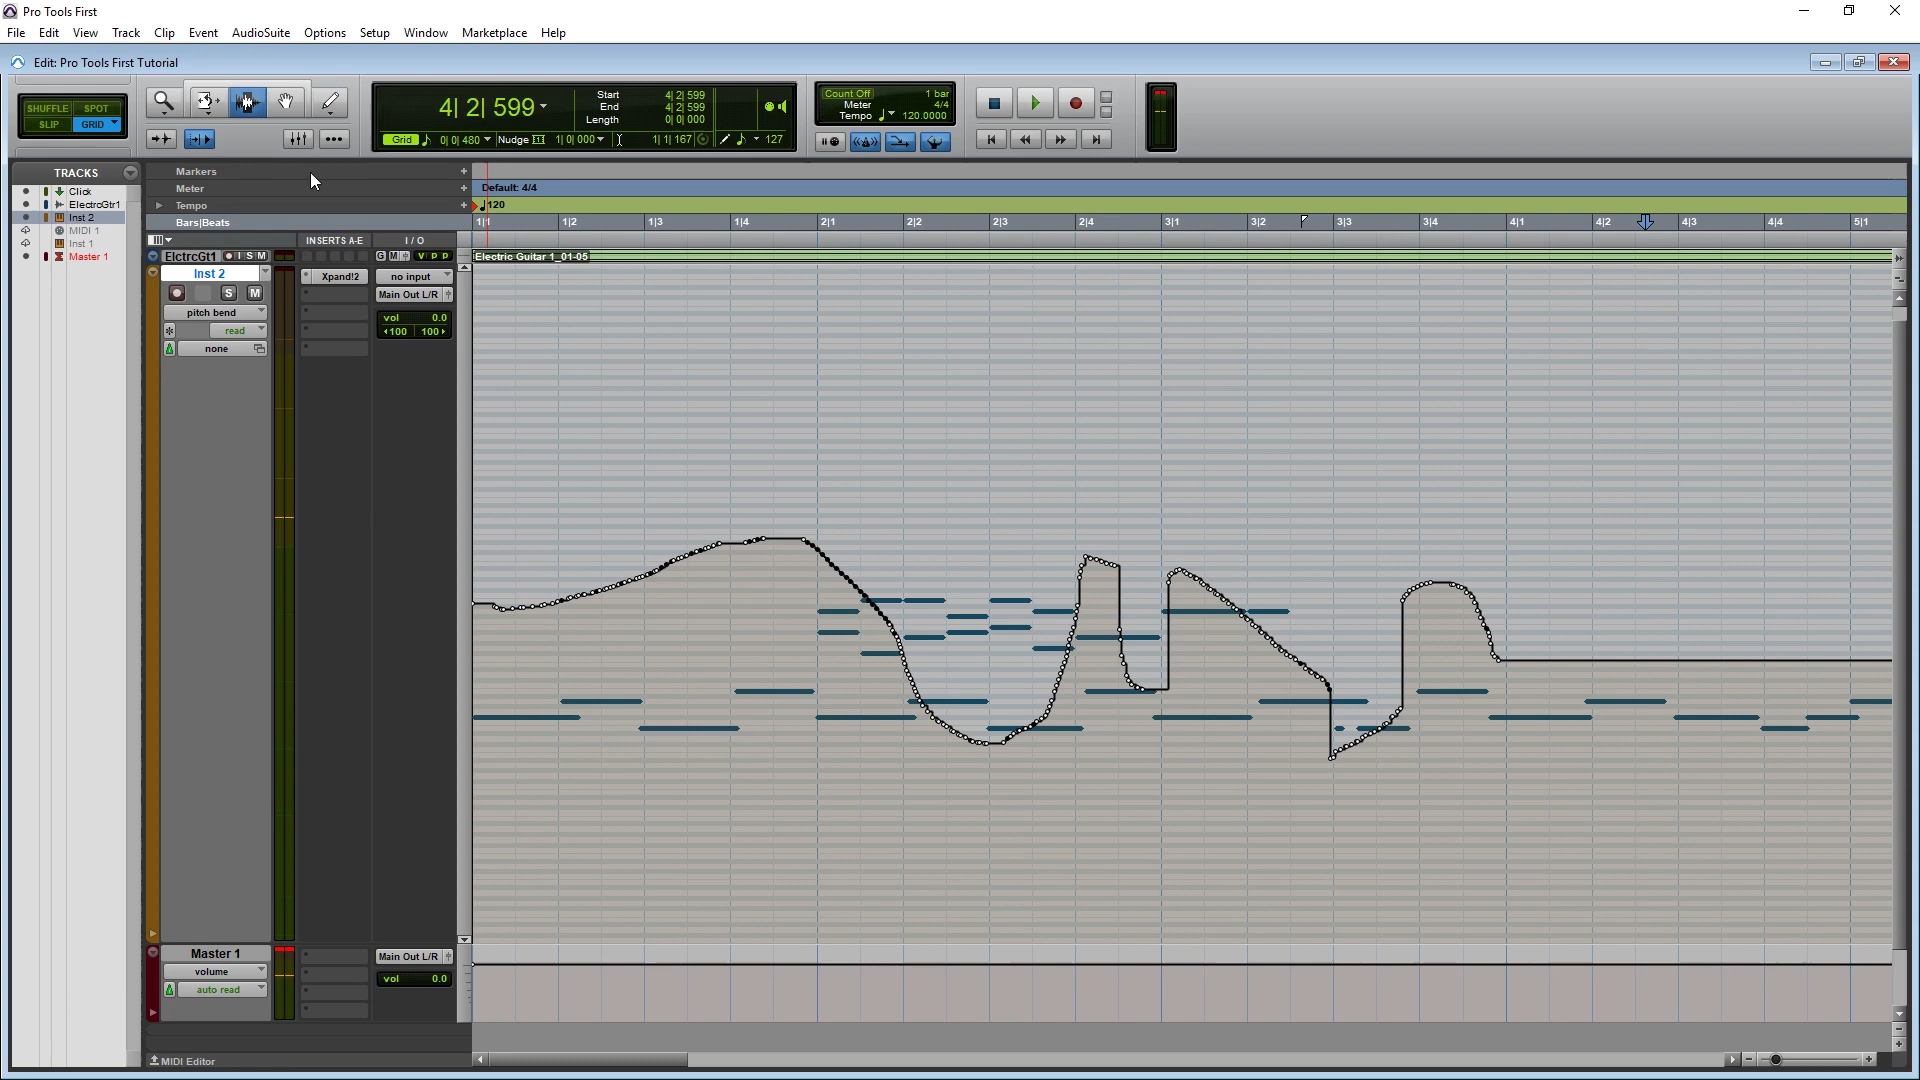 Pro Tools First
File Edit View Track Clip Event AudioSuite Options Setup Window Marketplace Help
Edit: Pro Tools First Tutorial
SHUFFLE SPOT
SLIP GRID
4| 2| 599
Start 4| 2| 599
End 4| 2| 599
Length 0| 0| 000
Grid 0| 0| 480 Nudge 1| 0| 000 1| 1| 167 127
Count Off 1 bar
Meter 4/4
Tempo 120.0000
TRACKS
Click
ElectrcGtr1
Inst 2
MIDI 1
Inst 1
Master 1
Markers
Meter Default: 4/4
Tempo 120
Bars|Beats 1|1 1|2 1|3 1|4 2|1 2|2 2|3 2|4 3|1 3|2 3|3 3|4 4|1 4|2 4|3 4|4 5|1
INSERTS A-E I / O
ElctrcGt1 I S M G M V P P Electric Guitar 1_01-05
Inst 2 Xpand!2 no input
S M Main Out L/R
pitch bend vol 0.0
read 100 100
none
Master 1 Main Out L/R
volume vol 0.0
auto read
MIDI Editor